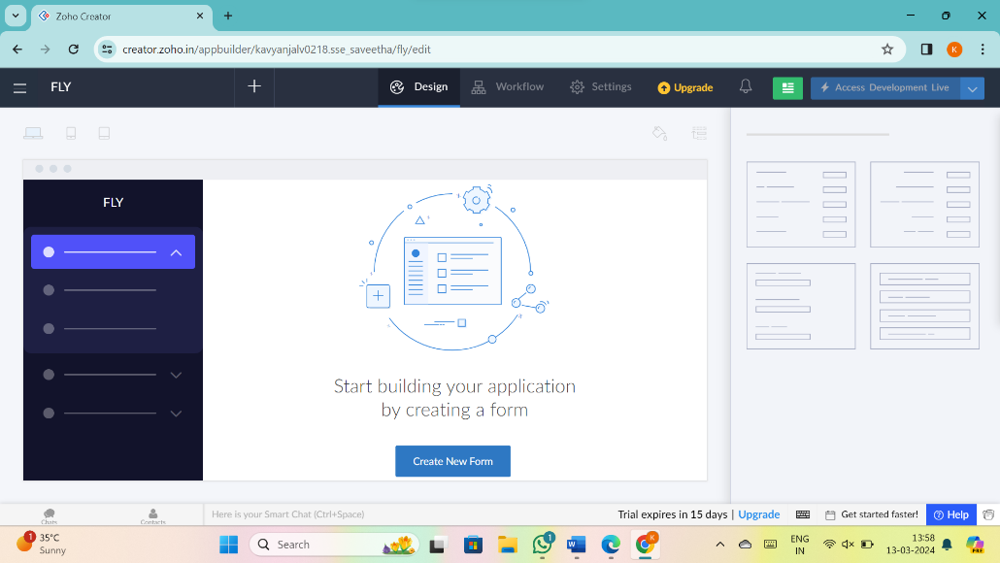 Zoho Creator
creator.zoho.in/appbuilder/kavyanjalv0218.sse_saveetha/fly/edit
K
FLY
Design
Workflow
Settings
Upgrade
Access Development Live
FLY
Start building your application
by creating a form
Create New Form
Chats
Contacts
Here is your Smart Chat (Ctrl+Space)
Trial expires in 15 days | Upgrade
Get started faster!
Help
1
35°C
Sunny
Search
1
W
K
ENG
IN
13:58
13-03-2024
PRE